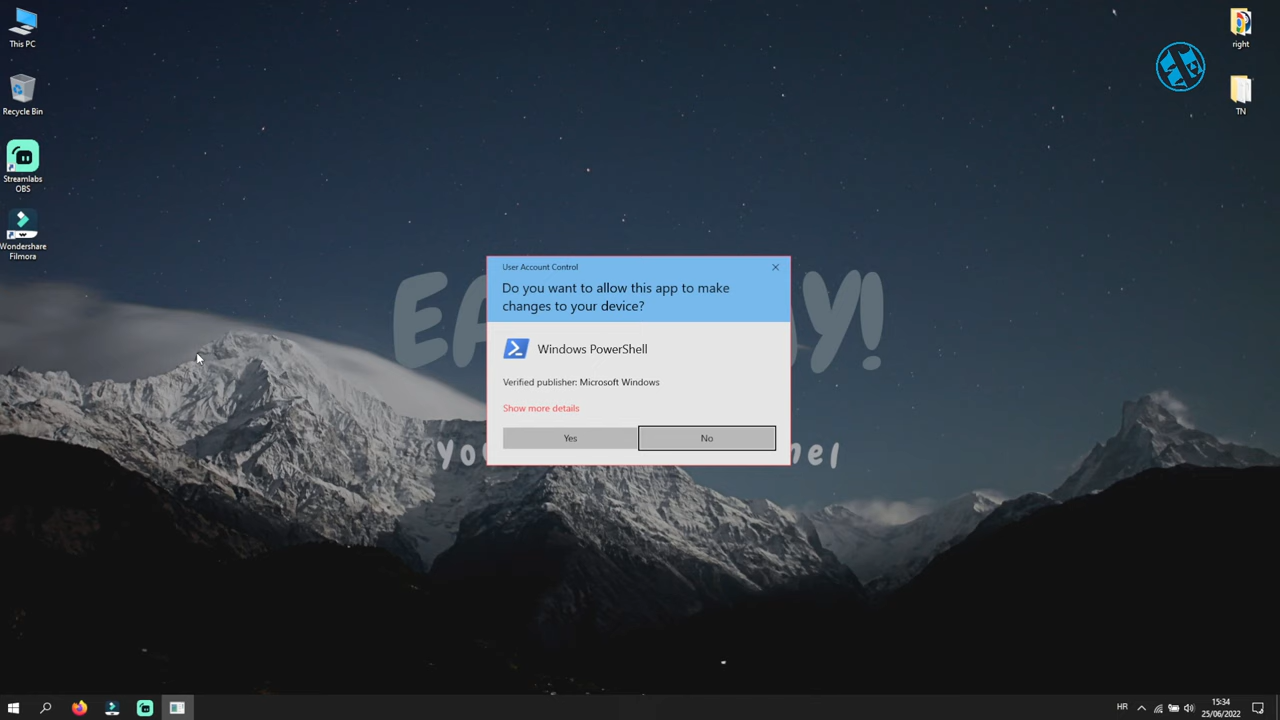 This PC
Recycle Bin
Streamlabs
OBS
Wondershare
Filmora
right
TN
User Account Control
Do you want to allow this app to make
changes to your device?
Windows PowerShell
Verified publisher: Microsoft Windows
Show more details
Yes
No
HR
15:34
25/06/2022